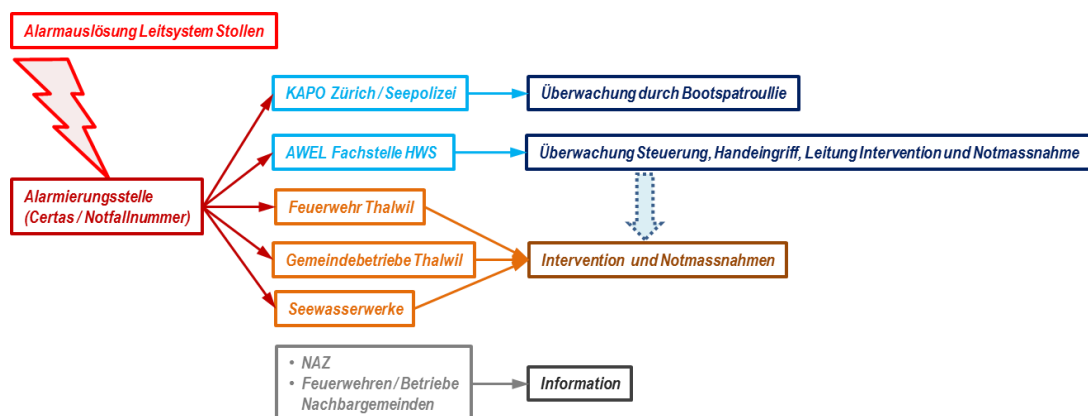 Alarmauslösung Leitsystem Stollen
KAPO Zürich / Seepolizei
Überwachung durch Bootspatroullie
AWEL Fachstelle HWS
Überwachung Steuerung, Handeingriff, Leitung Intervention und Notmassnahme
Alarmierungsstelle
(Certas / Notfallnummer)
Feuerwehr Thalwil
Gemeindebetriebe Thalwil
Intervention und Notmassnahmen
Seewasserwerke
• NAZ
• Feuerwehren / Betriebe
Nachbargemeinden
Information